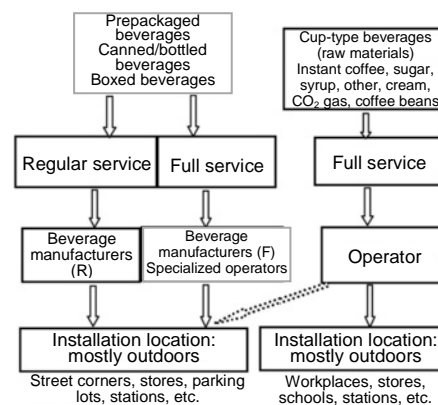 Prepackaged
beverages
Canned/bottled
beverages
Boxed beverages
Cup-type beverages
(raw materials)
Instant coffee, sugar,
syrup, other, cream,
CO2 gas, coffee beans
Regular service
Full service
Full service
Beverage
manufacturers
(R)
Beverage
manufacturers (F)
Specialized operators
Operator
Installation location:
mostly outdoors
Installation location:
mostly outdoors
Street corners, stores, parking
lots, stations, etc.
Workplaces, stores,
schools, stations, etc.